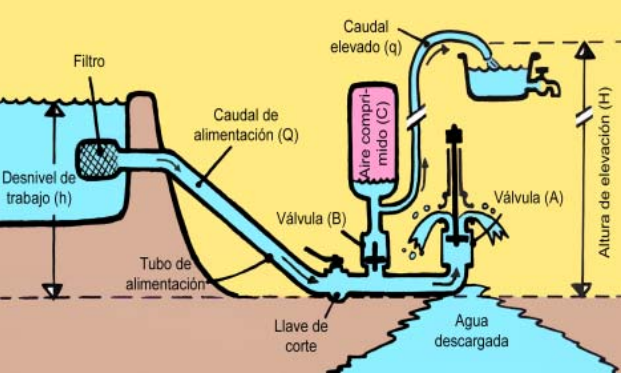 Caudal
elevado (q)
Filtro
Caudal de
alimentación (Q)
Aire compri-
mido (C)
Altura de elevación (H)
Desnivel de
trabajo (h)
Válvula (A)
Válvula (B)
Tubo de
alimentación
Llave de
corte
Agua
descargada